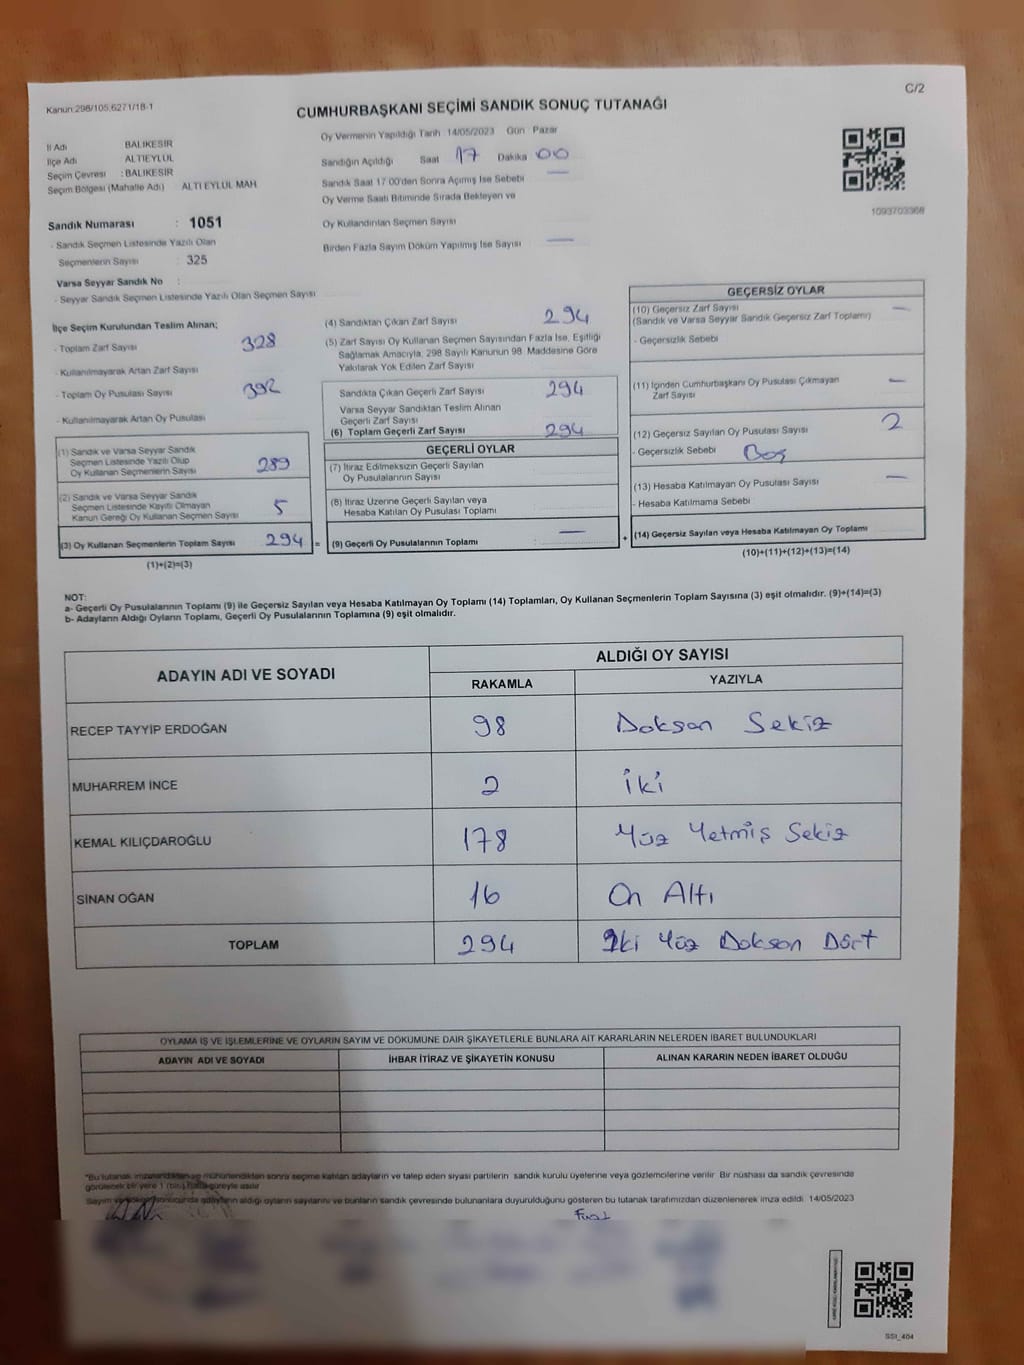 Kanun:298/105,6271/18-1
C/2
CUMHURBAŞKANI SEÇİMİ SANDIK SONUÇ TUTANAĞI
İl Adı BALIKESİR
İlçe Adı ALTIEYLÜL
Seçim Çevresi : BALIKESİR
Seçim Bölgesi (Mahalle Adı) ALTI EYLÜL MAH
Sandık Numarası : 1051
- Sandık Seçmen Listesinde Yazılı Olan
Seçmenlerin Sayısı : 325
Varsa Seyyar Sandık No :
- Seyyar Sandık Seçmen Listesinde Yazılı Olan Seçmen Sayısı
Oy Vermenin Yapıldığı Tarih 14/05/2023 Gün Pazar
Sandığın Açıldığı Saat 17 Dakika 00
Sandık Saat 17:00'den Sonra Açımış İse Sebebi —
Oy Verme Saati Bitiminde Sırada Bekleyen ve
Oy Kullandırılan Seçmen Sayısı
Birden Fazla Sayım Döküm Yapılmış İse Sayısı —
1093703368
İlçe Seçim Kurulundan Teslim Alınan;
- Toplam Zarf Sayısı 328
- Kullanılmayarak Artan Zarf Sayısı
- Toplam Oy Pusulası Sayısı 392
- Kullanılmayarak Artan Oy Pusulası
(1) Sandık ve Varsa Seyyar Sandık
Seçmen Listesinde Yazılı Olup
Oy Kullanan Seçmenlerin Sayısı 289
(2) Sandık ve Varsa Seyyar Sandık
Seçmen Listesinde Kayıtlı Olmayan
Kanun Gereği Oy Kullanan Seçmen Sayısı 5
(3) Oy Kullanan Seçmenlerin Toplam Sayısı 294 =
(1)+(2)=(3)
(4) Sandıktan Çıkan Zarf Sayısı 294
(5) Zarf Sayısı Oy Kullanan Seçmen Sayısından Fazla İse, Eşitliği
Sağlamak Amacıyla, 298 Sayılı Kanunun 98. Maddesine Göre
Yakılarak Yok Edilen Zarf Sayısı
Sandıkta Çıkan Geçerli Zarf Sayısı 294
Varsa Seyyar Sandıktan Teslim Alınan
Geçerli Zarf Sayısı
(6) Toplam Geçerli Zarf Sayısı 294
GEÇERLİ OYLAR
(7) İtiraz Edilmeksizin Geçerli Sayılan
Oy Pusulalarının Sayısı
(8) İtiraz Üzerine Geçerli Sayılan veya
Hesaba Katılan Oy Pusulası Toplamı :
(9) Geçerli Oy Pusulalarının Toplamı : — +
GEÇERSİZ OYLAR
(10) Geçersiz Zarf Sayısı —
(Sandık ve Varsa Seyyar Sandık Geçersiz Zarf Toplamı)
- Geçersizlik Sebebi
(11) İçinden Cumhurbaşkanı Oy Pusulası Çıkmayan —
Zarf Sayısı
(12) Geçersiz Sayılan Oy Pusulası Sayısı 2
- Geçersizlik Sebebi Boş
(13) Hesaba Katılmayan Oy Pusulası Sayısı —
- Hesaba Katılmama Sebebi
(14) Geçersiz Sayılan veya Hesaba Katılmayan Oy Toplamı
(10)+(11)+(12)+(13)=(14)
NOT:
a- Geçerli Oy Pusulalarının Toplamı (9) ile Geçersiz Sayılan veya Hesaba Katılmayan Oy Toplamı (14) Toplamları, Oy Kullanan Seçmenlerin Toplam Sayısına (3) eşit olmalıdır. (9)+(14)=(3)
b- Adayların Aldığı Oyların Toplamı, Geçerli Oy Pusulalarının Toplamına (9) eşit olmalıdır.
ADAYIN ADI VE SOYADI
ALDIĞI OY SAYISI
RAKAMLA YAZIYLA
RECEP TAYYİP ERDOĞAN 98 Doksan Sekiz
MUHARREM İNCE 2 İki
KEMAL KILIÇDAROĞLU 178 Yüz Yetmiş Sekiz
SİNAN OĞAN 16 On Altı
TOPLAM 294 İki Yüz Doksan Dört
OYLAMA İŞ VE İŞLEMLERİNE VE OYLARIN SAYIM VE DÖKÜMÜNE DAİR ŞİKAYETLERLE BUNLARA AİT KARARLARIN NELERDEN İBARET BULUNDUKLARI
ADAYIN ADI VE SOYADI İHBAR İTİRAZ VE ŞİKAYETİN KONUSU ALINAN KARARIN NEDEN İBARET OLDUĞU
*Bu tutanak imzalandıktan ve mühürlendikten sonra seçime katılan adayların ve talep eden siyasi partilerin sandık kurulu üyelerine veya gözlemcilerine verilir. Bir nüshası da sandık çevresinde
görülecek bir yere 1 (bir) hafta süreyle asılır
Sayım ve döküm sonucunda adayların aldığı oyların sayılarını ve bunların sandık çevresinde bulunanlara duyurulduğunu gösteren bu tutanak tarafımızdan düzenlenerek imza edildi. 14/05/2023
SSI_404